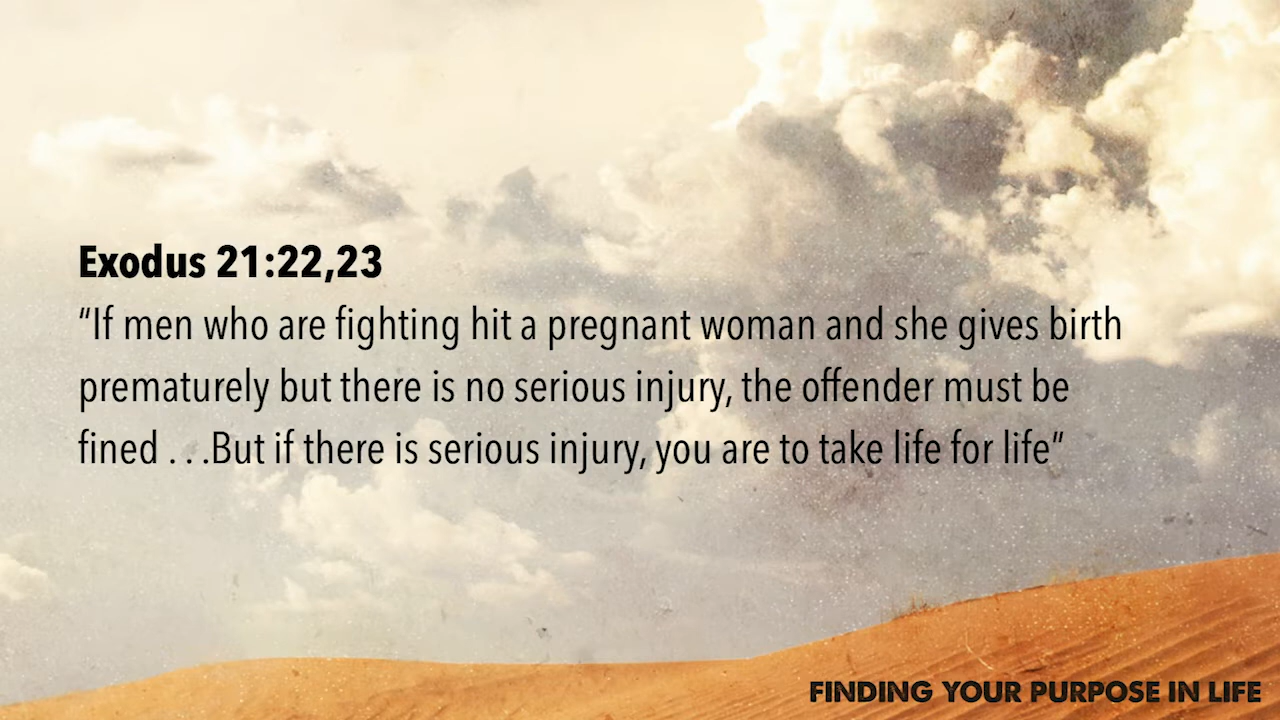 Exodus 21:22,23
“If men who are fighting hit a pregnant woman and she gives birth
prematurely but there is no serious injury, the offender must be
fined . . .But if there is serious injury, you are to take life for life”
FINDING YOUR PURPOSE IN LIFE